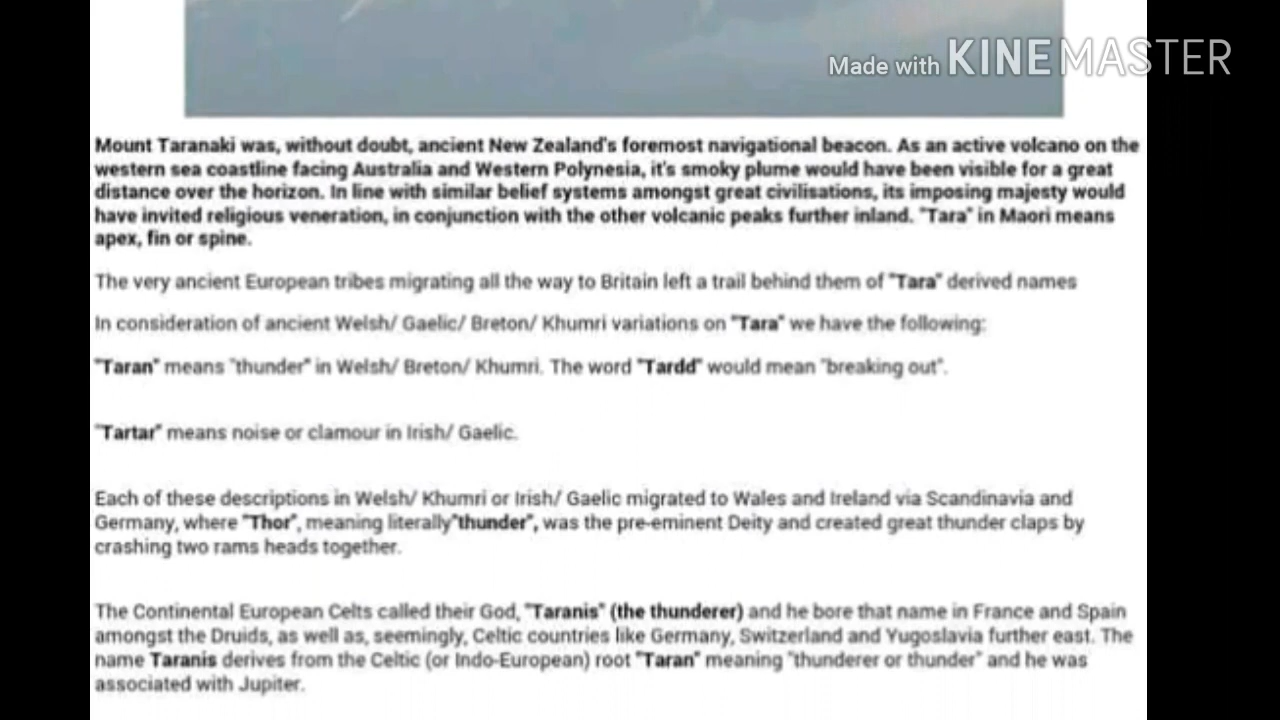 Made with KINEMASTER
Mount Taranaki was, without doubt, ancient New Zealand's foremost navigational beacon. As an active volcano on the
western sea coastline facing Australia and Western Polynesia, it's smoky plume would have been visible for a great
distance over the horizon. In line with similar belief systems amongst great civilisations, its imposing majesty would
have invited religious veneration, in conjunction with the other volcanic peaks further inland. "Tara" in Maori means
apex, fin or spine.
The very ancient European tribes migrating all the way to Britain left a trail behind them of "Tara" derived names
In consideration of ancient Welsh/ Gaelic/ Breton/ Khumri variations on "Tara" we have the following:
"Taran" means "thunder" in Welsh/ Breton/ Khumri. The word "Tardd" would mean "breaking out".
"Tartar" means noise or clamour in Irish/ Gaelic.
Each of these descriptions in Welsh/ Khumri or Irish/ Gaelic migrated to Wales and Ireland via Scandinavia and
Germany, where "Thor", meaning literally"thunder", was the pre-eminent Deity and created great thunder claps by
crashing two rams heads together.
The Continental European Celts called their God, "Taranis" (the thunderer) and he bore that name in France and Spain
amongst the Druids, as well as, seemingly, Celtic countries like Germany, Switzerland and Yugoslavia further east. The
name Taranis derives from the Celtic (or Indo-European) root "Taran" meaning "thunderer or thunder" and he was
associated with Jupiter.